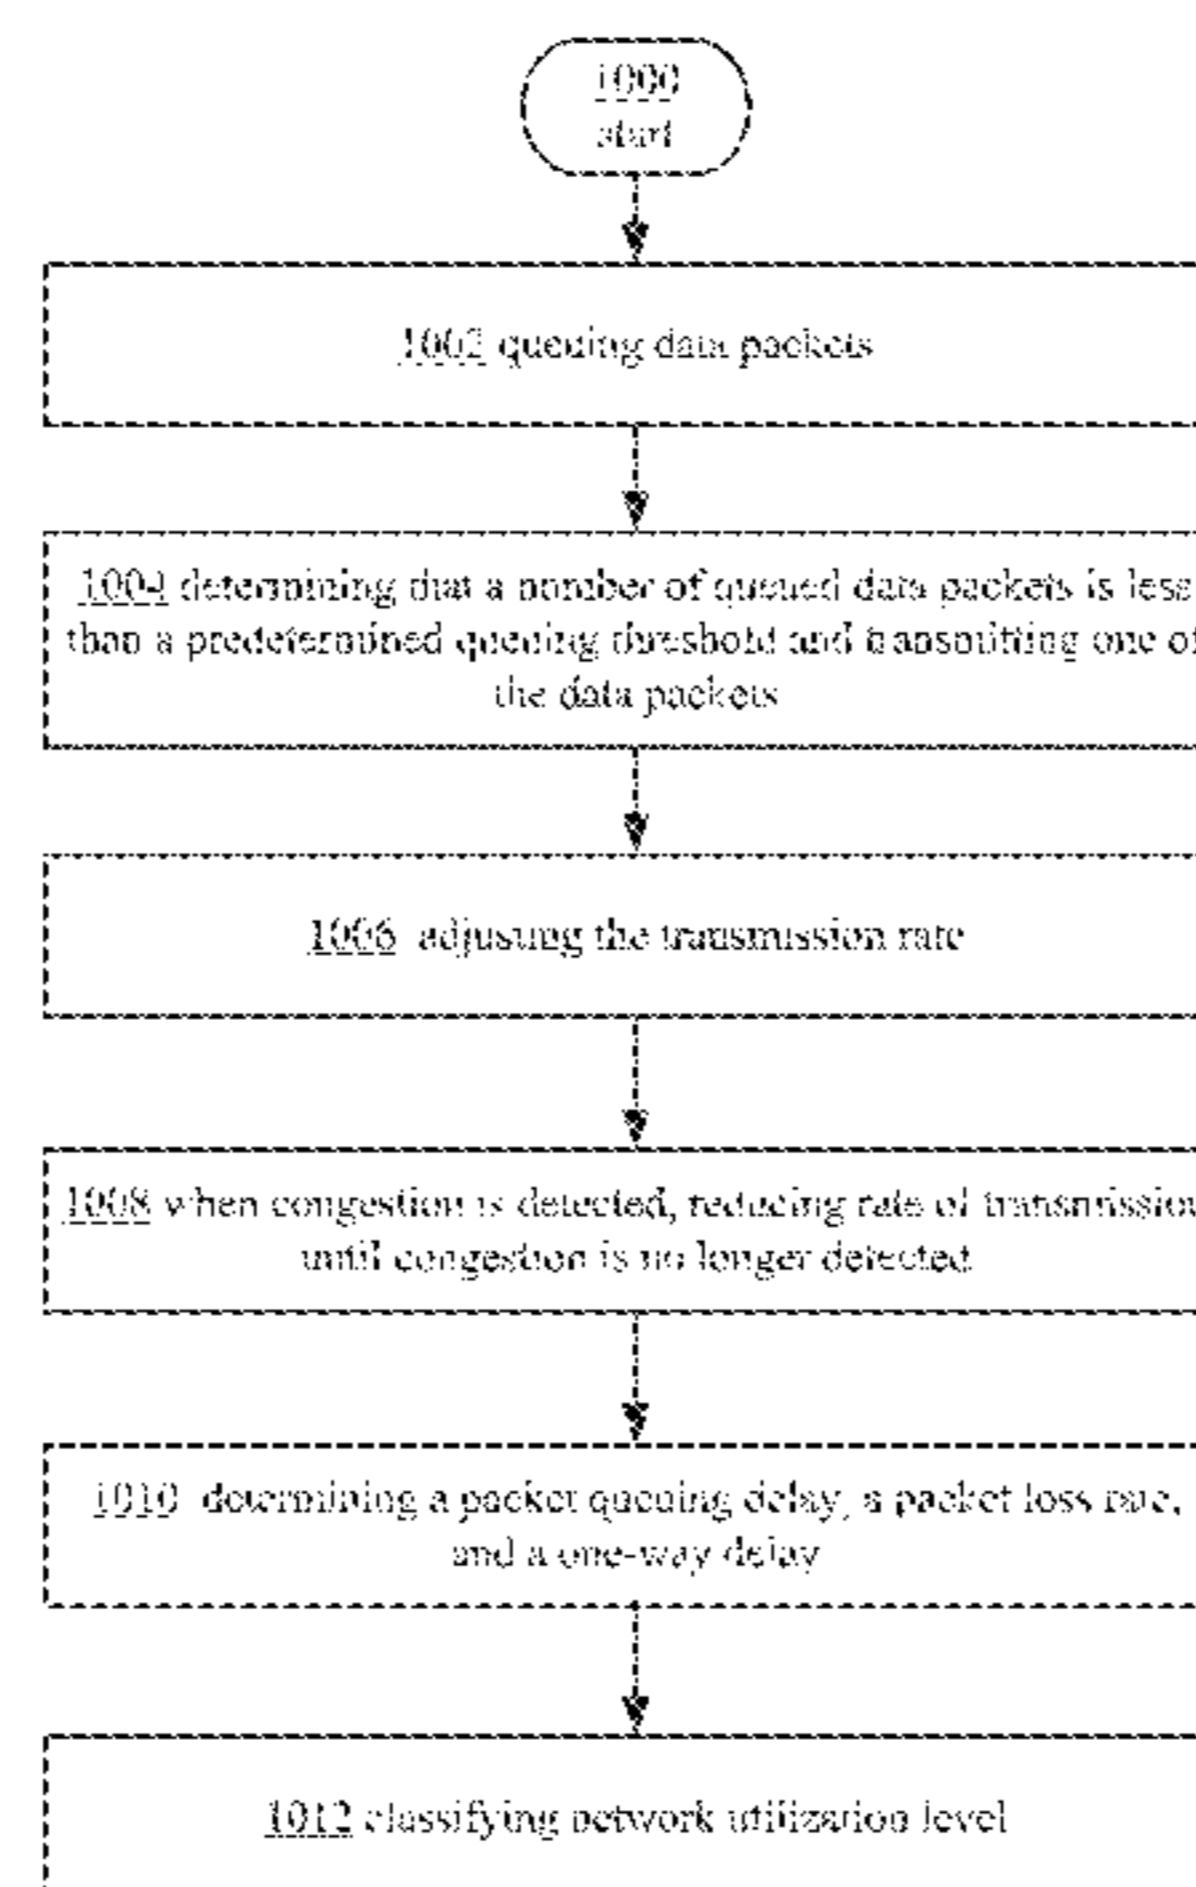 1000
start
1002 queuing data packets
1004 determining that a number of queued data packets is less
than a predetermined queuing threshold and transmitting one of
the data packets
1006 adjusting the transmission rate
1008 when congestion is detected, reducing rate of transmission
until congestion is no longer detected
1010 determining a packet queuing delay, a packet loss rate,
and a one-way delay
1012 classifying network utilization level